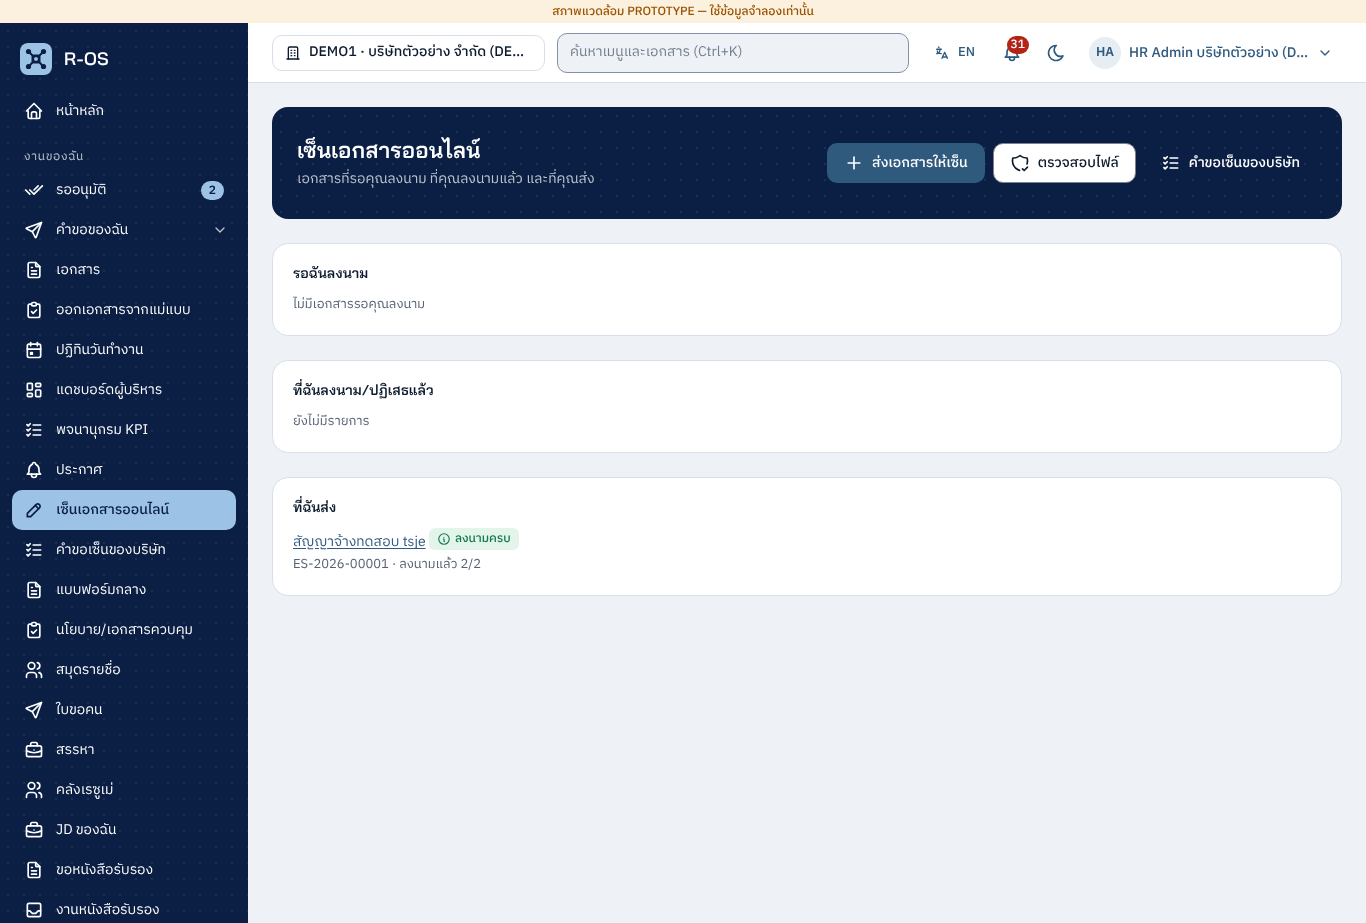 สภาพแวดล้อม PROTOTYPE — ใช้ข้อมูลจำลองเท่านั้น
R-OS
DEMO1 · บริษัทตัวอย่าง จำกัด (DE...
ค้นหาเมนูและเอกสาร (Ctrl+K)
EN
31
HA
HR Admin บริษัทตัวอย่าง (D...
หน้าหลัก
งานของฉัน
รออนุมัติ
2
คำขอของฉัน
เอกสาร
ออกเอกสารจากแม่แบบ
ปฏิทินวันทำงาน
แดชบอร์ดผู้บริหาร
พจนานุกรม KPI
ประกาศ
เซ็นเอกสารออนไลน์
คำขอเซ็นของบริษัท
แบบฟอร์มกลาง
นโยบาย/เอกสารควบคุม
สมุดรายชื่อ
ใบขอคน
สรรหา
คลังเรซูเม่
JD ของฉัน
ขอหนังสือรับรอง
งานหนังสือรับรอง
เซ็นเอกสารออนไลน์
เอกสารที่รอคุณลงนาม ที่คุณลงนามแล้ว และที่คุณส่ง
ส่งเอกสารให้เซ็น
ตรวจสอบไฟล์
คำขอเซ็นของบริษัท
รอฉันลงนาม
ไม่มีเอกสารรอคุณลงนาม
ที่ฉันลงนาม/ปฏิเสธแล้ว
ยังไม่มีรายการ
ที่ฉันส่ง
สัญญาจ้างทดสอบ tsje ลงนามครบ
ES-2026-00001 · ลงนามแล้ว 2/2